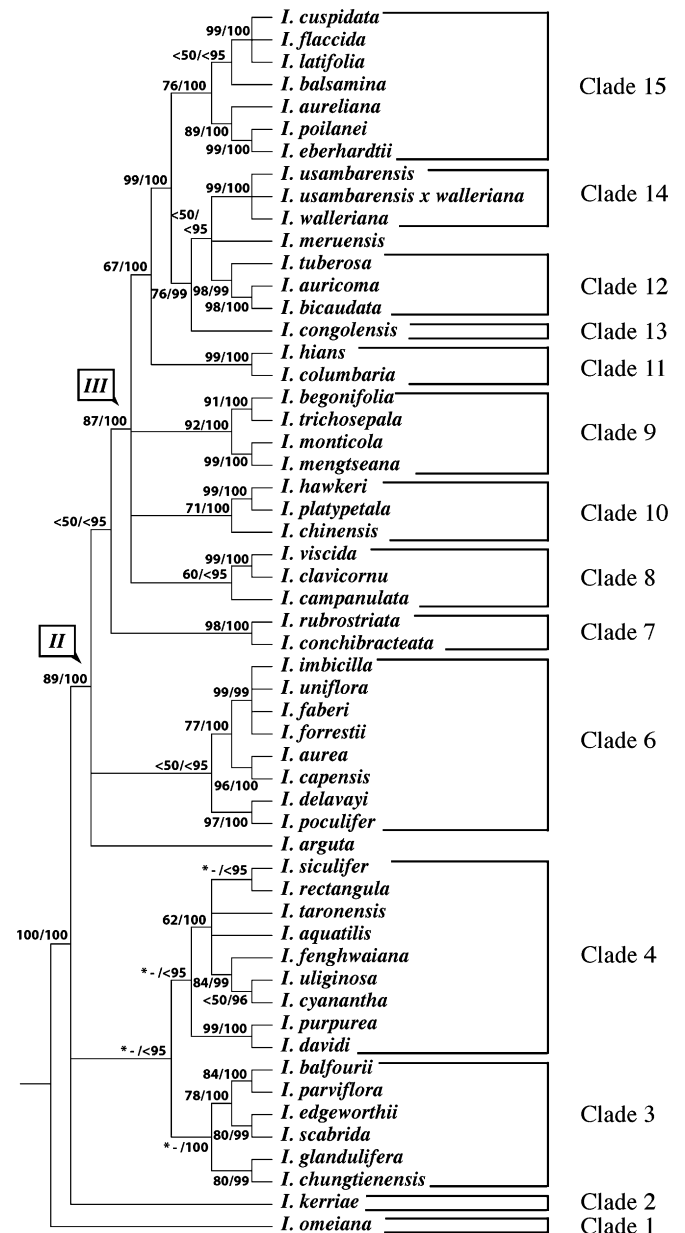 I. cuspidata
99/100
I. flaccida
<50/<95
I. latifolia
76/100
I. balsamina
Clade 15
I. aureliana
89/100
I. poilanei
99/100
I. eberhardtii
I. usambarensis
99/100
99/100
I. usambarensis x walleriana
Clade 14
<50/
<95
I. walleriana
I. meruensis
67/100
I. tuberosa
76/99
98/99
I. auricoma
Clade 12
98/100
I. bicaudata
I. congolensis
Clade 13
I. hians
99/100
Clade 11
I. columbaria
III
I. begonifolia
91/100
87/100
I. trichosepala
92/100
Clade 9
I. monticola
99/100
I. mengtseana
I. hawkeri
99/100
I. platypetala
71/100
Clade 10
<50/<95
I. chinensis
I. viscida
99/100
I. clavicornu
60/<95
Clade 8
I. campanulata
I. rubrostriata
98/100
Clade 7
II
I. conchibracteata
I. imbicilla
89/100
99/99
I. uniflora
I. faberi
77/100
I. forrestii
Clade 6
<50/<95
I. aurea
96/100
I. capensis
I. delavayi
97/100
I. poculifer
I. arguta
* - /<95
I. siculifer
I. rectangula
62/100
I. taronensis
100/100
I. aquatilis
I. fenghwaiana
Clade 4
* - /<95
84/99
I. uliginosa
<50/96
I. cyanantha
99/100
I. purpurea
* - /<95
I. davidi
84/100
I. balfourii
78/100
I. parviflora
I. edgeworthii
Clade 3
80/99
I. scabrida
* - /100
I. glandulifera
80/99
I. chungtienensis
I. kerriae
Clade 2
I. omeiana
Clade 1